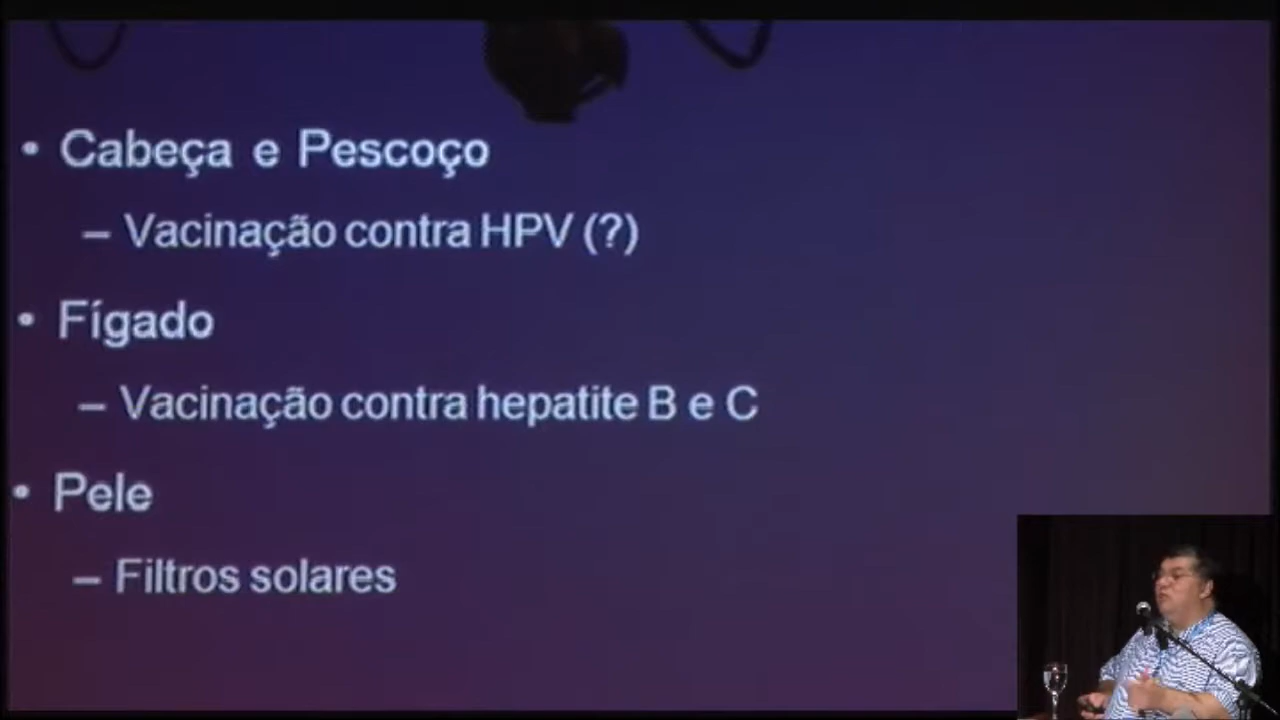 • Cabeça e Pescoço
– Vacinação contra HPV (?)
• Fígado
– Vacinação contra hepatite B e C
• Pele
– Filtros solares